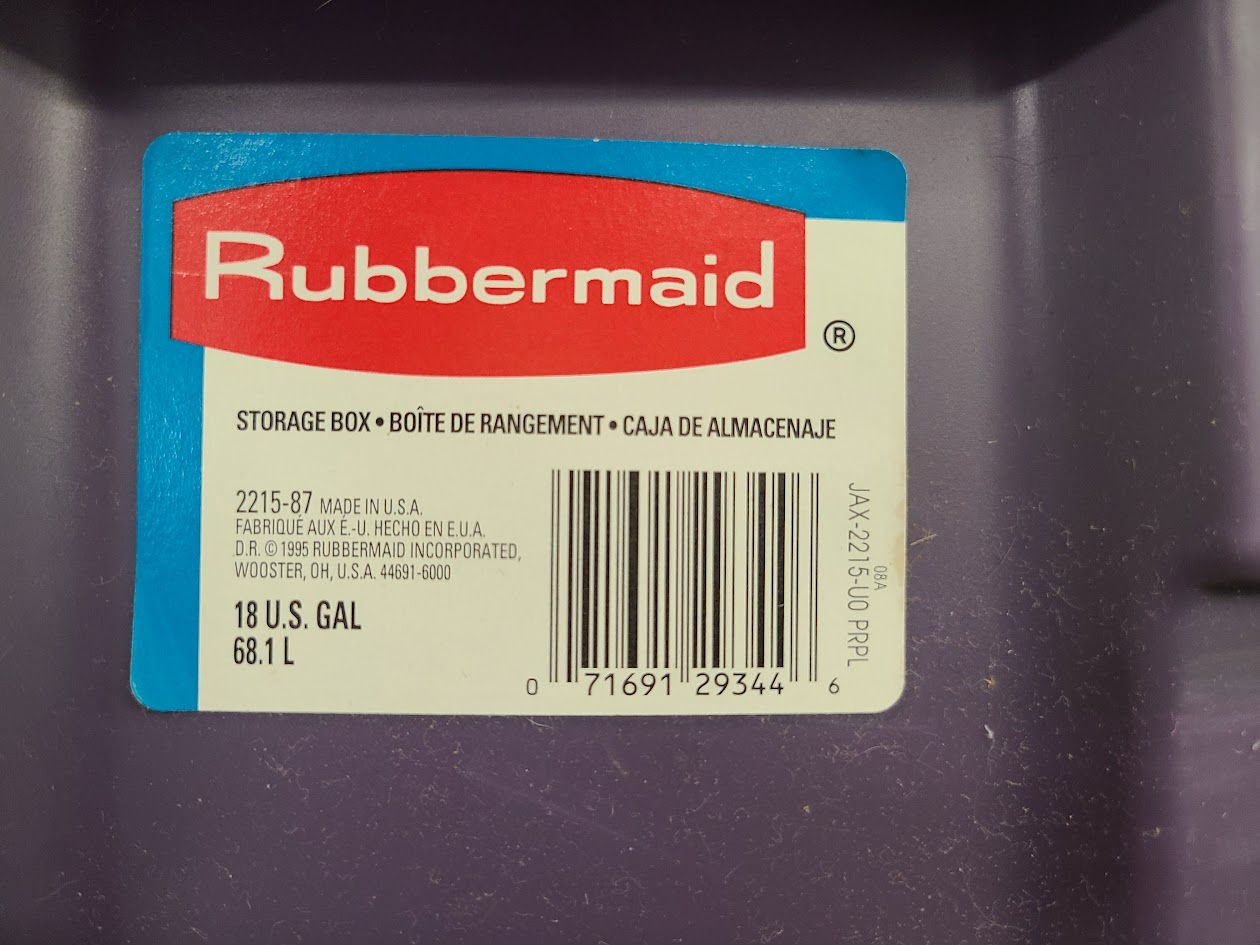 Rubbermaid
®
STORAGE BOX • BOÎTE DE RANGEMENT • CAJA DE ALMACENAJE
2215-87 MADE IN U.S.A.
FABRIQUÉ AUX É.-U. HECHO EN E.U.A.
D.R. © 1995 RUBBERMAID INCORPORATED,
WOOSTER, OH, U.S.A. 44691-6000
18 U.S. GAL
68.1 L
0 71691 29344 6
08A
JAX-2215-U0 PRPL